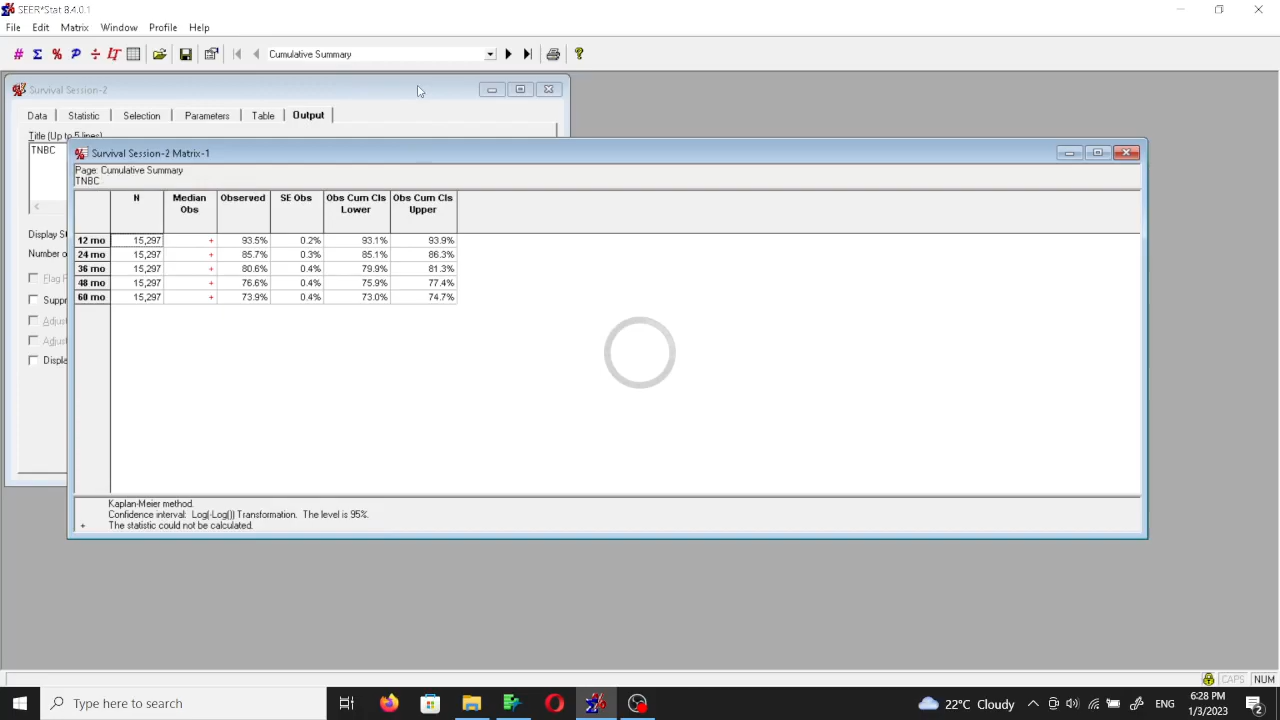 SEER*Stat 8.4.0.1
File Edit Matrix Window Profile Help
Cumulative Summary
Survival Session-2
Data Statistic Selection Parameters Table Output
Title (Up to 5 lines)
TNBC
Display
Number o
Flag
Suppr
Adjust
Adjust
Displa
Survival Session-2 Matrix-1
Page: Cumulative Summary
TNBC
N Median Obs Observed SE Obs Obs Cum CIs Lower Obs Cum CIs Upper
12 mo 15,297 + 93.5% 0.2% 93.1% 93.9%
24 mo 15,297 + 85.7% 0.3% 85.1% 86.3%
36 mo 15,297 + 80.6% 0.4% 79.9% 81.3%
48 mo 15,297 + 76.6% 0.4% 75.9% 77.4%
60 mo 15,297 + 73.9% 0.4% 73.0% 74.7%
Kaplan-Meier method.
Confidence interval: Log(-Log()) Transformation. The level is 95%.
+ The statistic could not be calculated.
CAPS NUM
Type here to search
22°C Cloudy
ENG
6:28 PM
1/3/2023
2